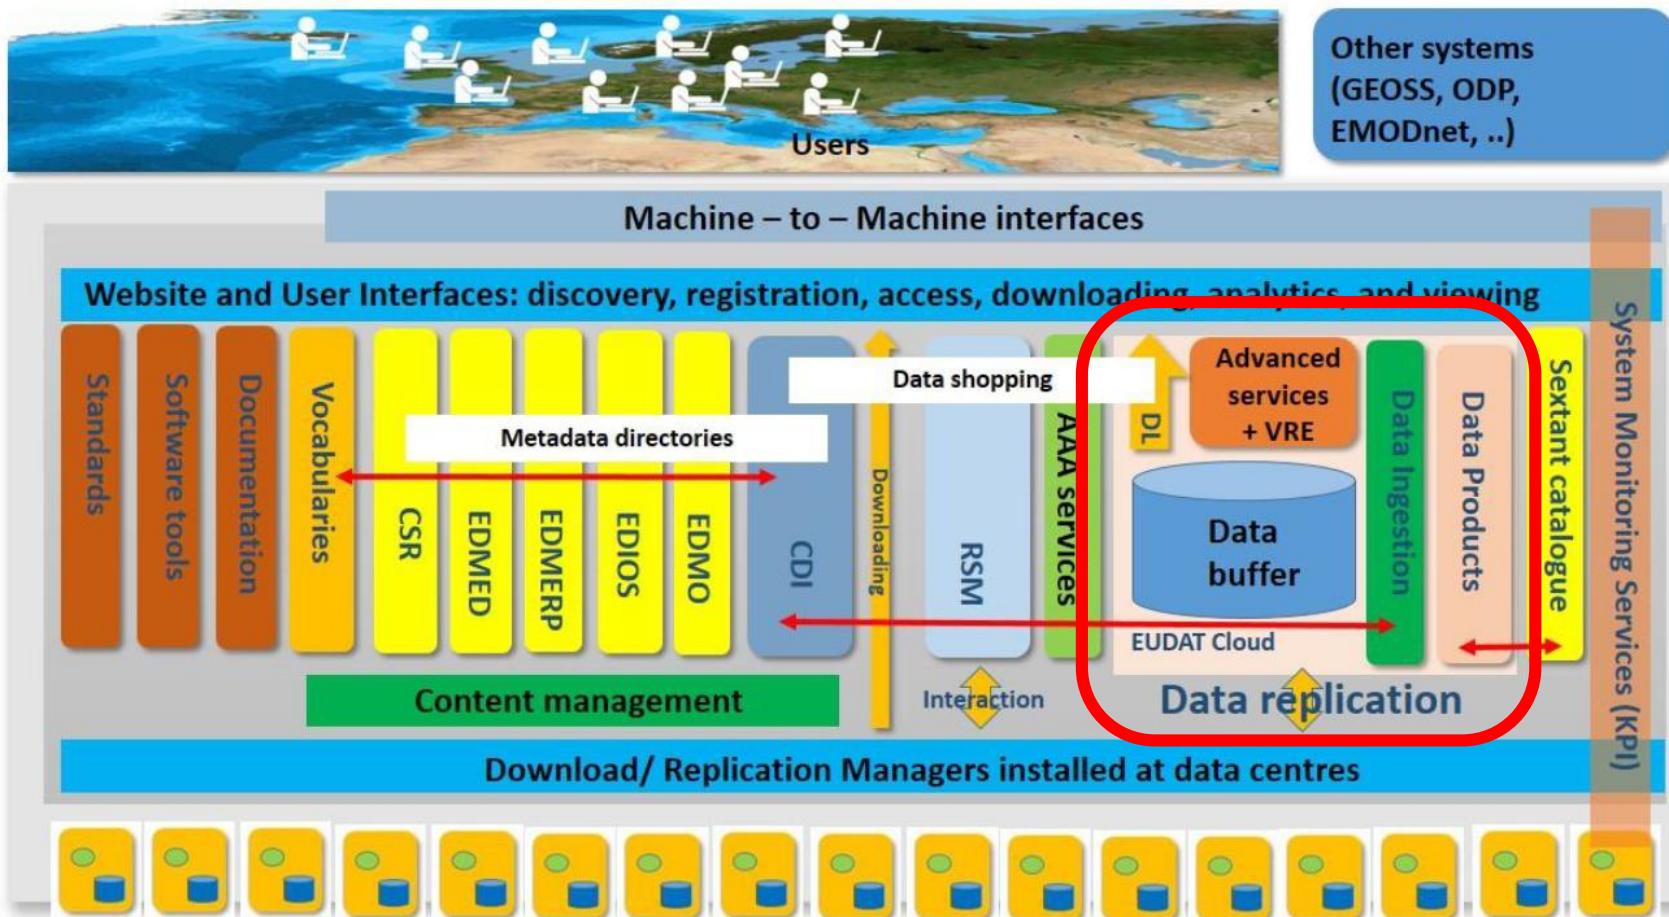 Users
Other systems
(GEOSS, ODP,
EMODnet, ..)
Machine – to – Machine interfaces
Website and User Interfaces: discovery, registration, access, downloading, analytics, and viewing
Standards
Software tools
Documentation
Vocabularies
Metadata directories
CSR
EDMED
EDMERP
EDIOS
EDMO
CDI
Data shopping
Downloading
RSM
AAA services
DL
Advanced
services
+ VRE
Data
buffer
EUDAT Cloud
Data Ingestion
Data Products
Sextant catalogue
System Monitoring Services (KPI)
Content management
Interaction
Data replication
Download/ Replication Managers installed at data centres